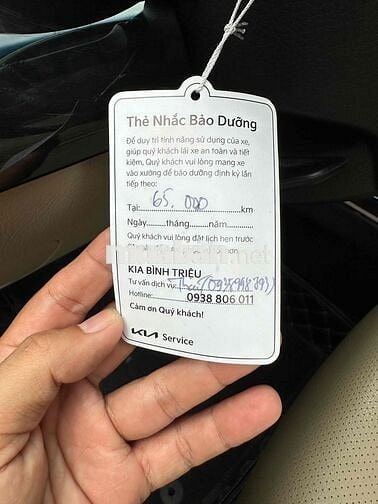 Thẻ Nhắc Bảo Dưỡng
Để duy trì tính năng sử dụng của xe,
giúp quý khách lái xe an toàn và tiết
kiệm, Quý khách vui lòng mang xe
vào xưởng để bảo dưỡng định kỳ lần
tiếp theo:
Tại:....65.000....km
Ngày.........tháng.........năm.........
Quý khách vui lòng đặt lịch hẹn trước
KIA BÌNH TRIỆU
Tư vấn dịch vụ:
Hotline: 0938 806 011
Cảm ơn Quý khách!
KIA Service